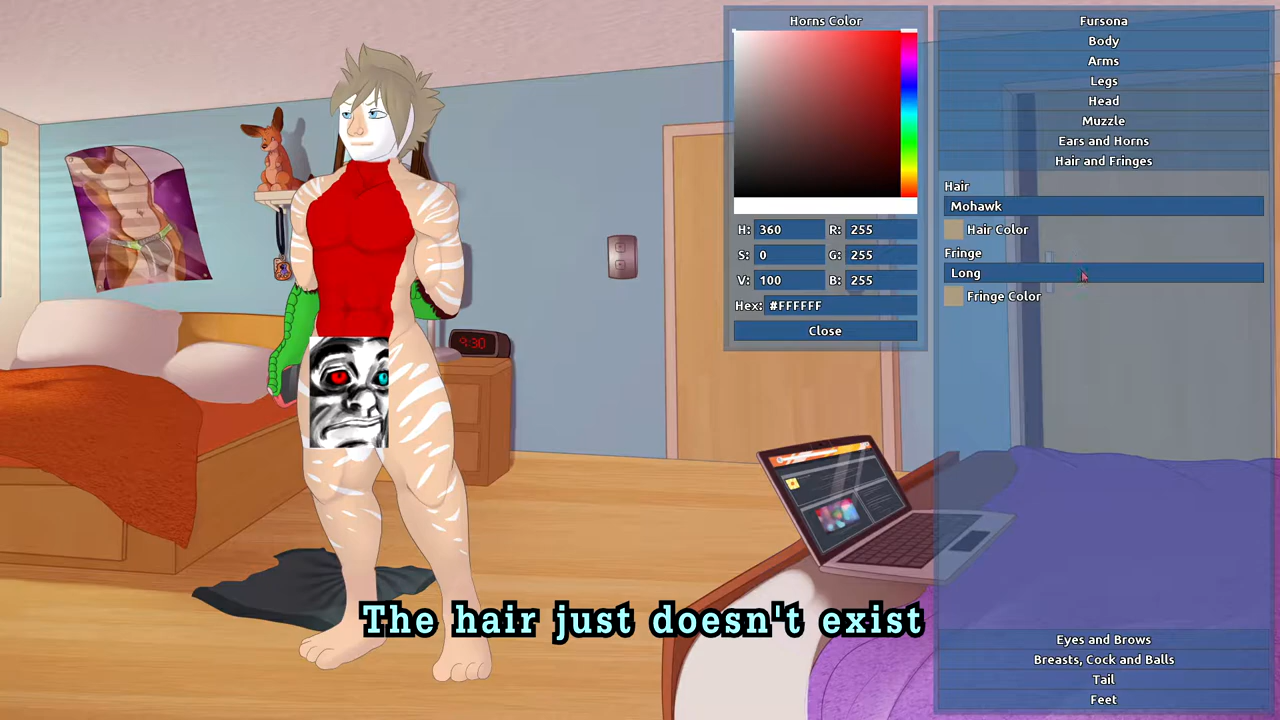 Horns Color
H: 360
R: 255
S: 0
G: 255
V: 100
B: 255
Hex: #FFFFFF
Close
Fursona
Body
Arms
Legs
Head
Muzzle
Ears and Horns
Hair and Fringes
Hair
Mohawk
Hair Color
Fringe
Long
Fringe Color
9:30
The hair just doesn't exist
Eyes and Brows
Breasts, Cock and Balls
Tail
Feet